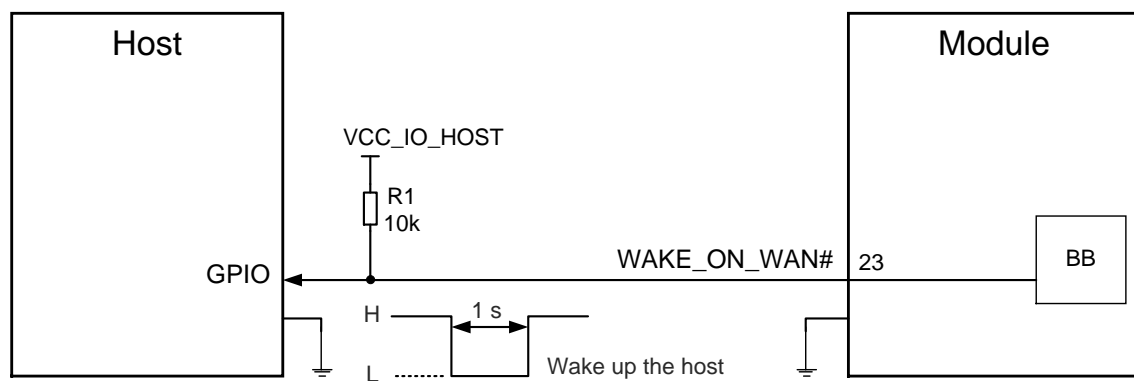 Host
Module
VCC_IO_HOST
R1
10k
GPIO
WAKE_ON_WAN#
23
BB
H
1 s
L
Wake up the host